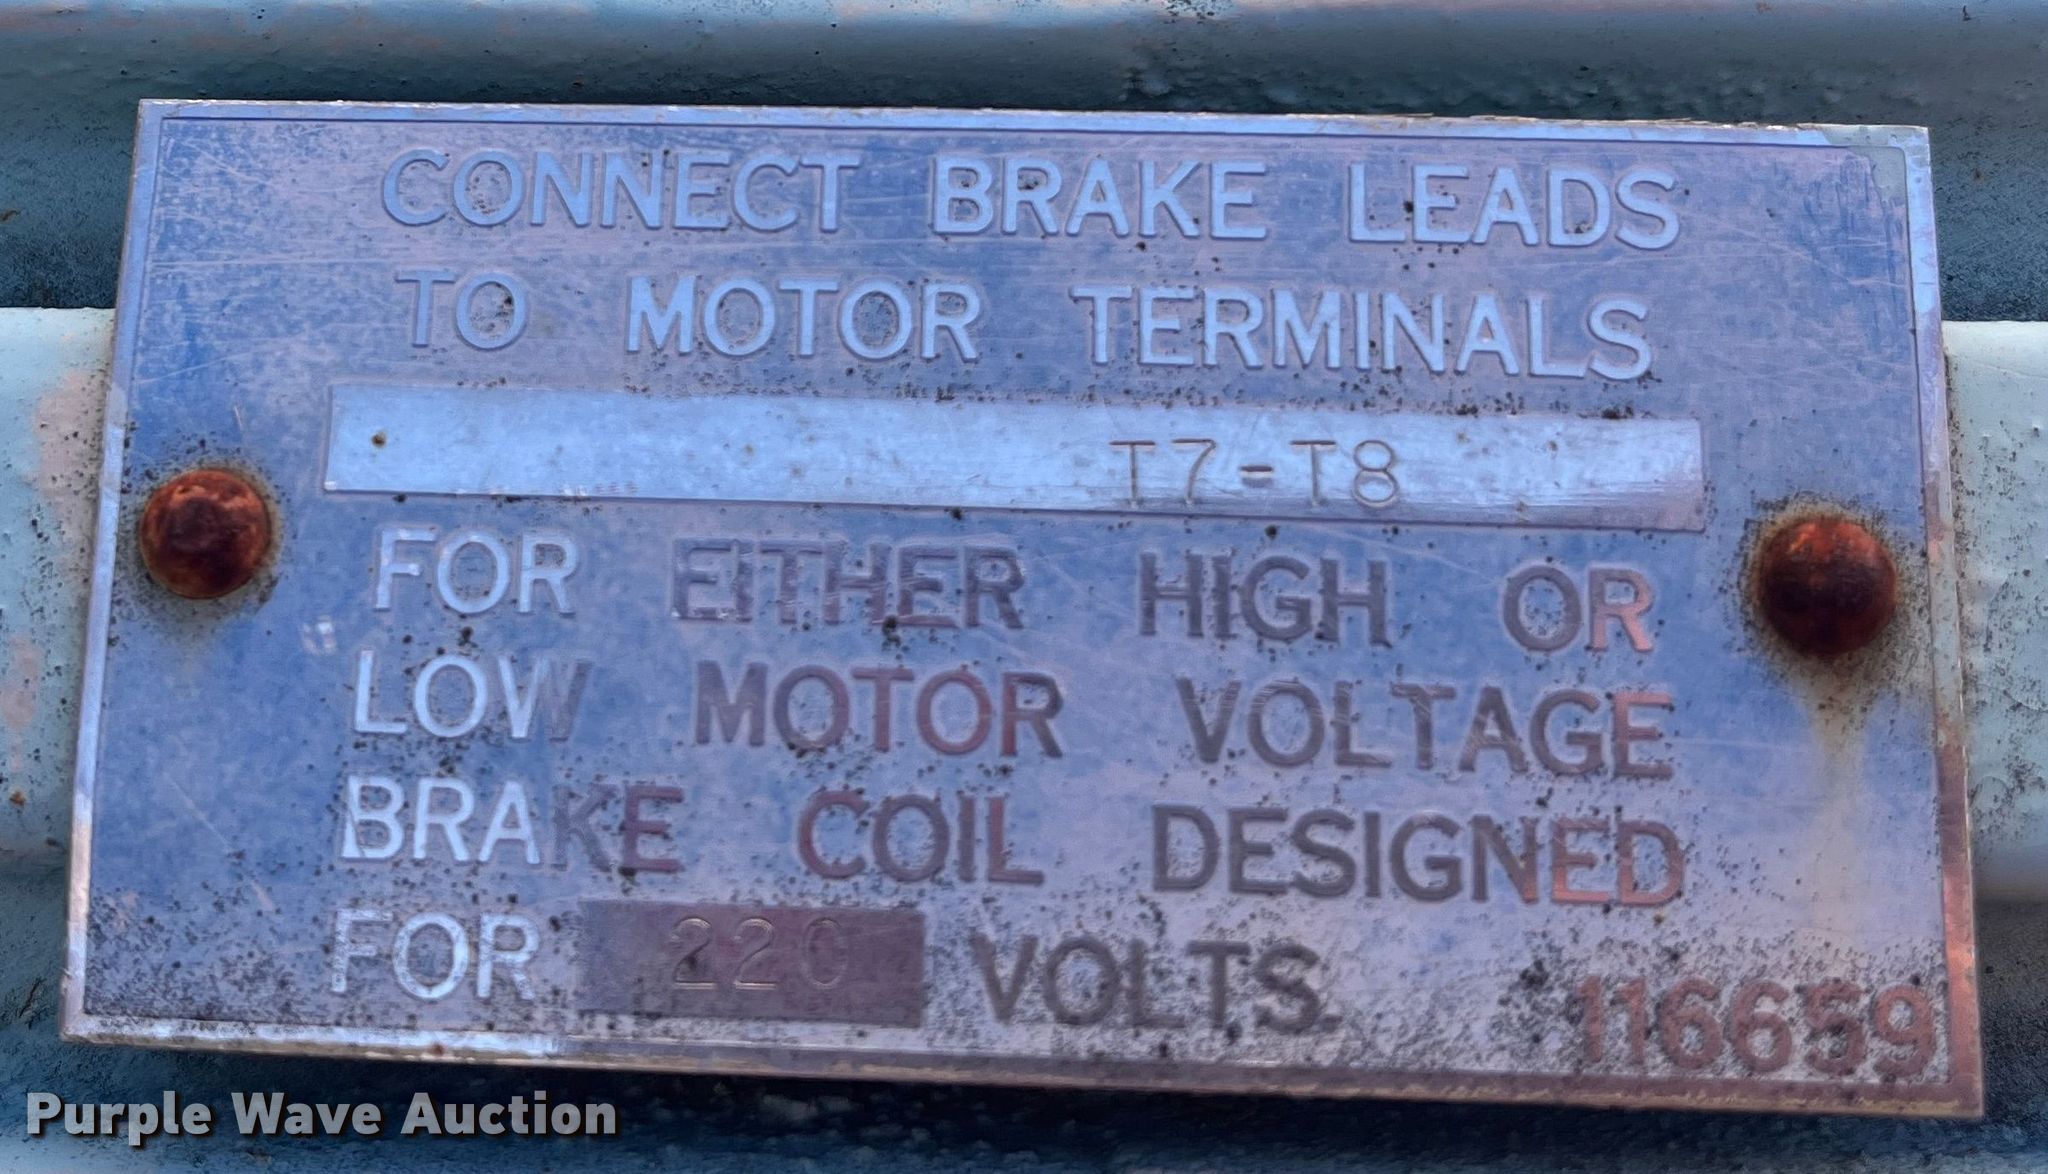 CONNECT BRAKE LEADS
TO MOTOR TERMINALS
T7=T8
FOR EITHER HIGH OR
LOW MOTOR VOLTAGE
BRAKE COIL DESIGNED
FOR 220 VOLTS.
116659
Purple Wave Auction